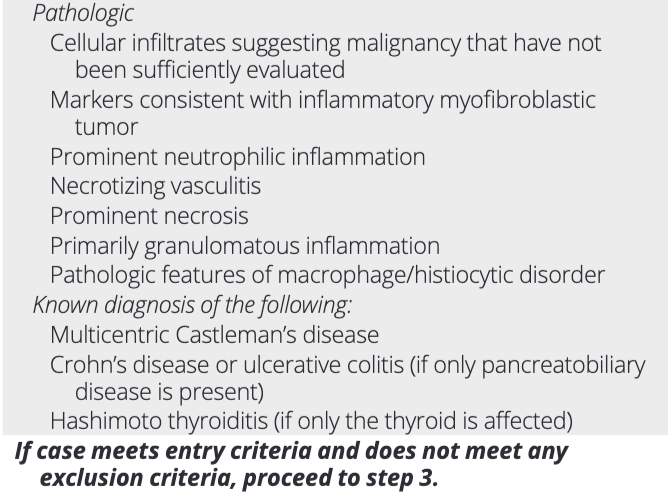 Pathologic
Cellular infiltrates suggesting malignancy that have not
been sufficiently evaluated
Markers consistent with inflammatory myofibroblastic
tumor
Prominent neutrophilic inflammation
Necrotizing vasculitis
Prominent necrosis
Primarily granulomatous inflammation
Pathologic features of macrophage/histiocytic disorder
Known diagnosis of the following:
Multicentric Castleman’s disease
Crohn’s disease or ulcerative colitis (if only pancreatobiliary
disease is present)
Hashimoto thyroiditis (if only the thyroid is affected)
If case meets entry criteria and does not meet any
exclusion criteria, proceed to step 3.